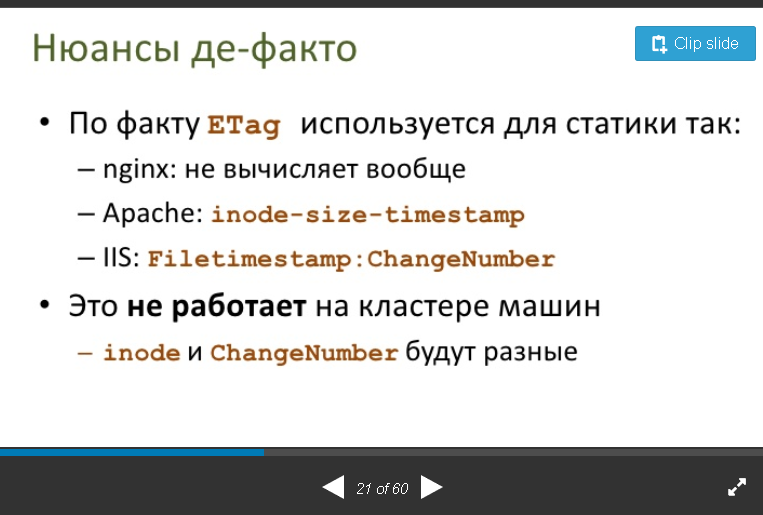 Нюансы де-факто
Clip slide
• По факту ETag используется для статики так:
– nginx: не вычисляет вообще
– Apache: inode-size-timestamp
– IIS: Filetimestamp:ChangeNumber
• Это не работает на кластере машин
– inode и ChangeNumber будут разные
21 of 60